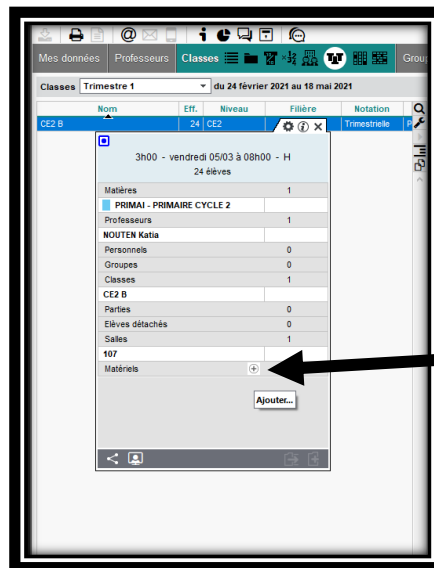 Mes données Professeurs Classes Group
Classes Trimestre 1 du 24 février 2021 au 18 mai 2021
Nom Eff. Niveau Filière Notation
CE2 B 24 CE2 Trimestrielle P
3h00 - vendredi 05/03 à 08h00 - H
24 élèves
Matières 1
PRIMAI - PRIMAIRE CYCLE 2
Professeurs 1
NOUTEN Katia
Personnels 0
Groupes 0
Classes 1
CE2 B
Parties 0
Elèves détachés 0
Salles 1
107
Matériels
Ajouter...